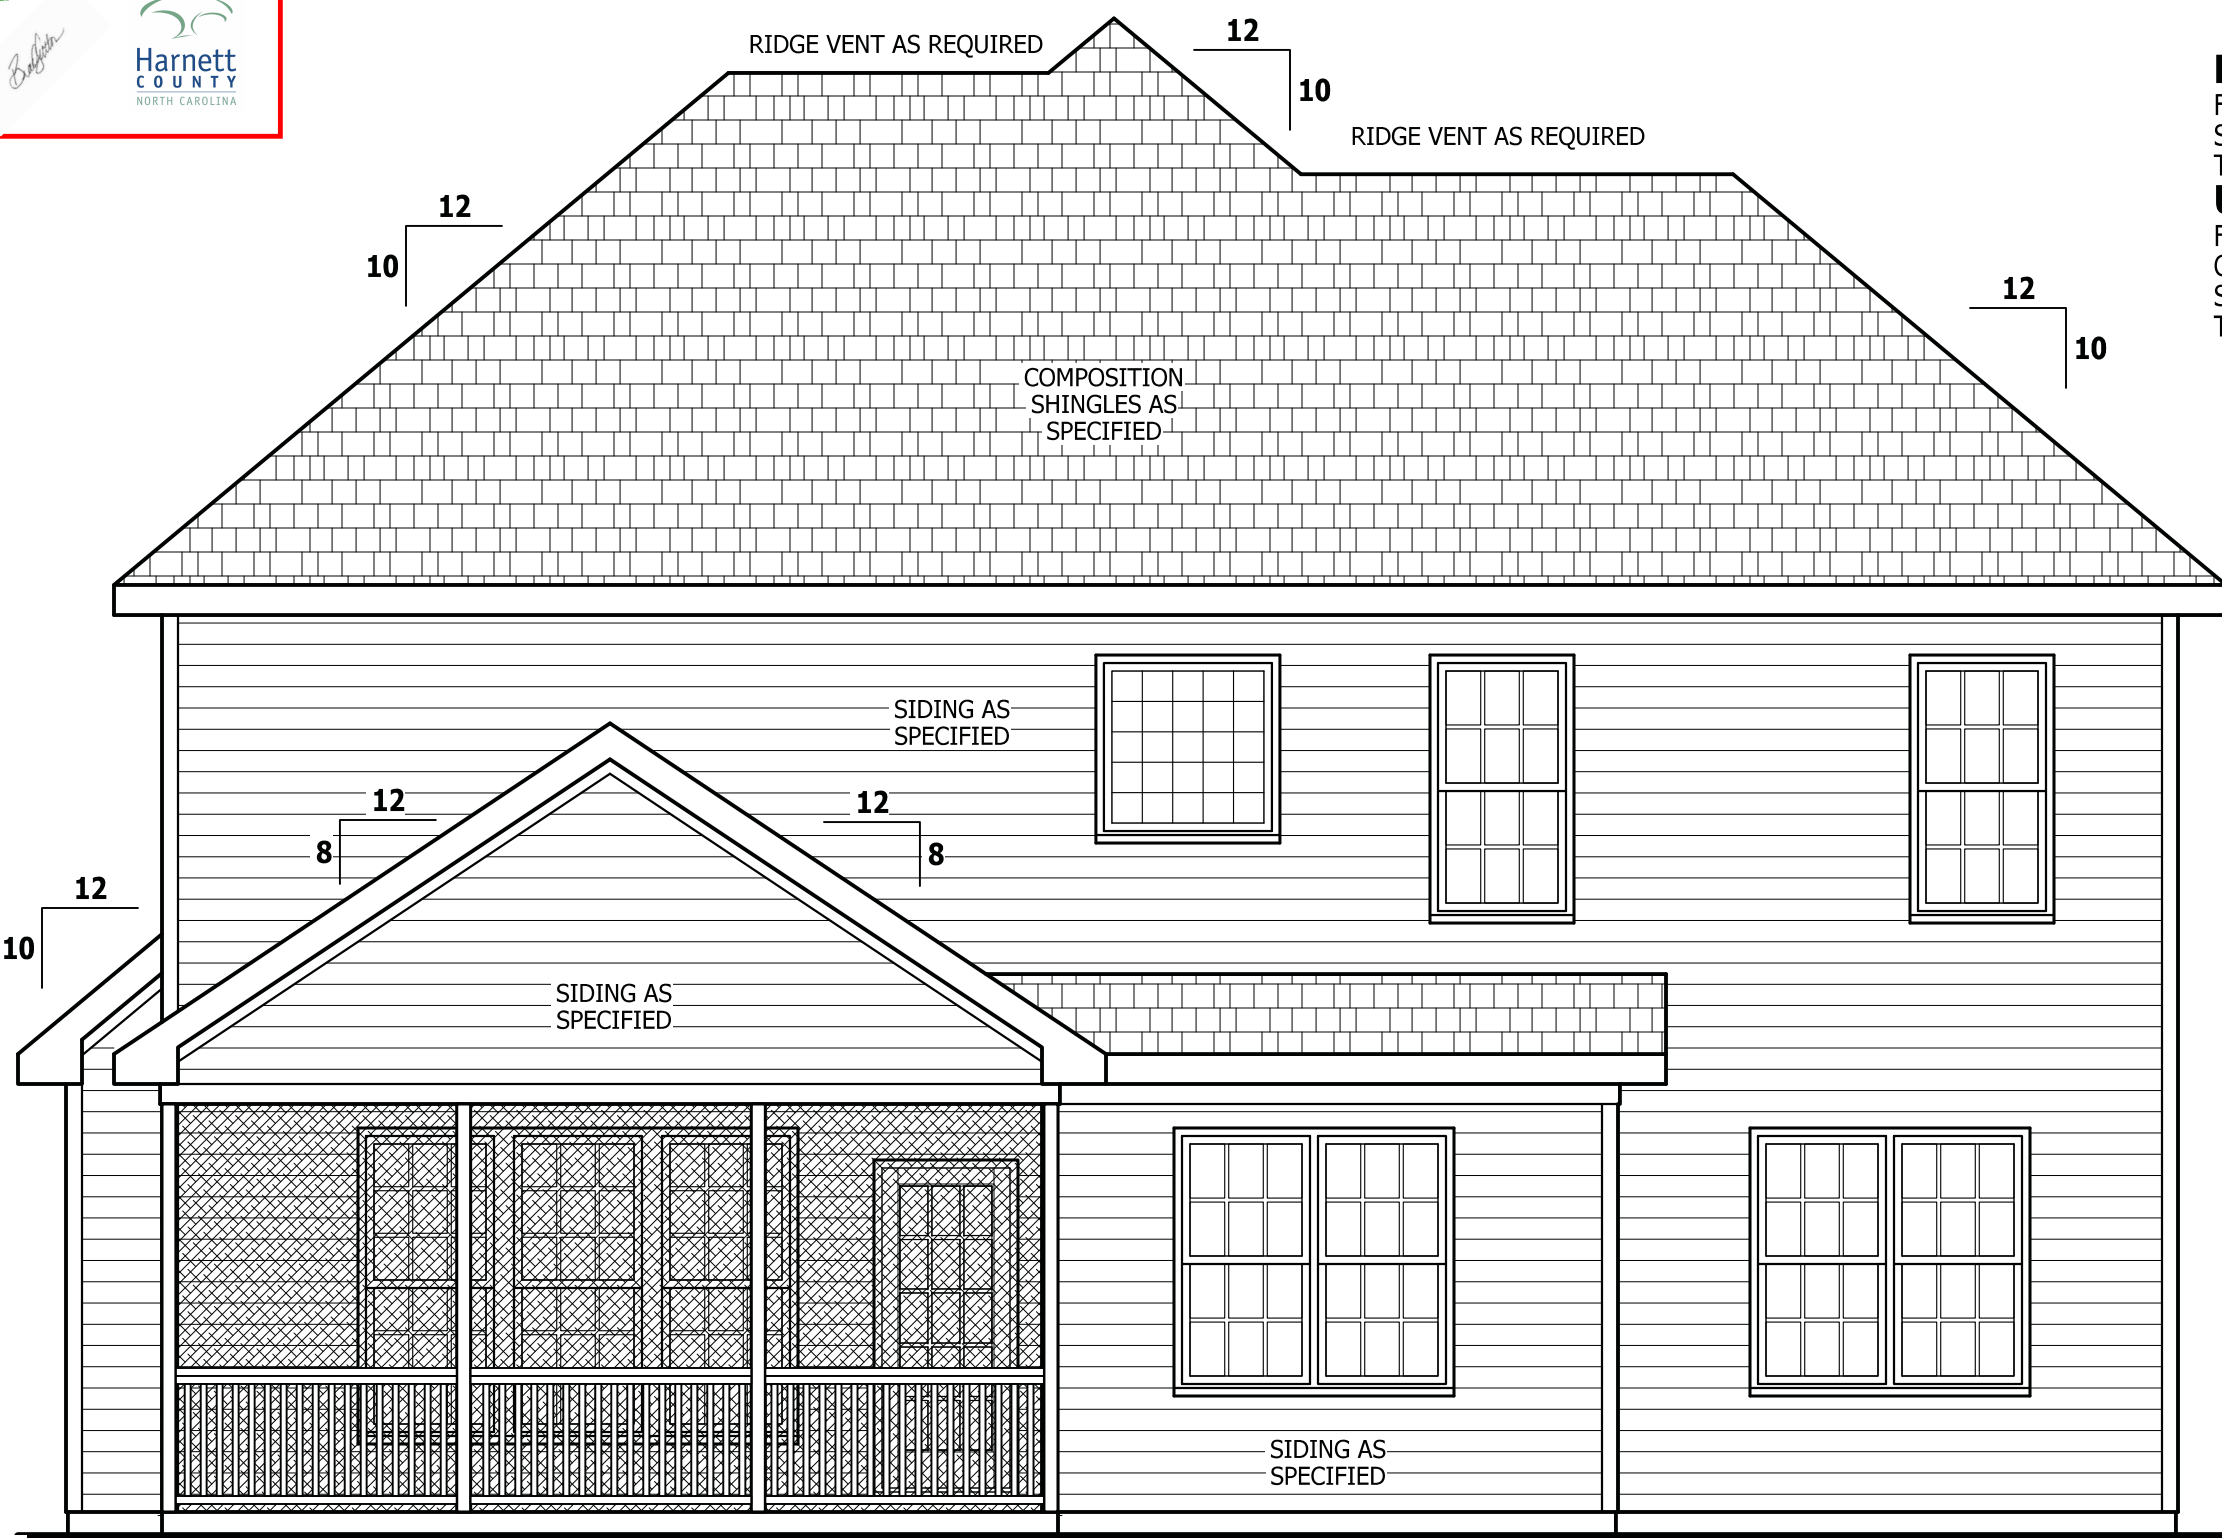 Harnett
COUNTY
NORTH CAROLINA
RIDGE VENT AS REQUIRED
12
10
RIDGE VENT AS REQUIRED
12
10
12
10
COMPOSITION
SHINGLES AS
SPECIFIED
SIDING AS
SPECIFIED
12
8
12
8
12
10
SIDING AS
SPECIFIED
SIDING AS
SPECIFIED